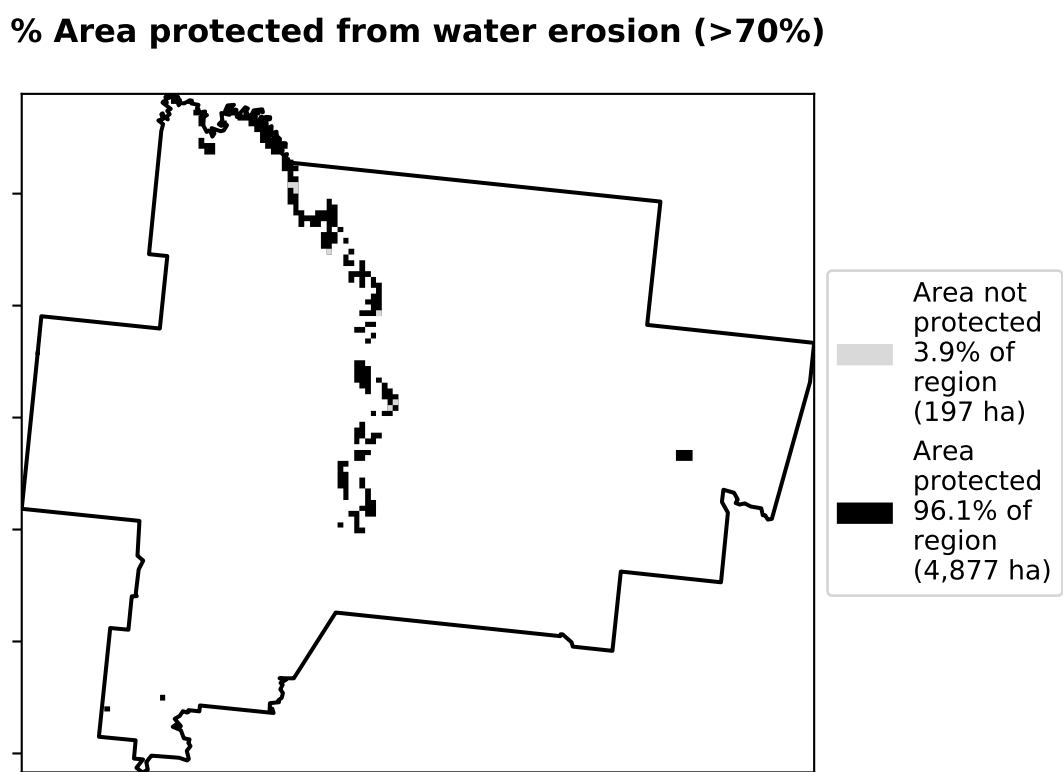 % Area protected from water erosion (>70%)
Area not
protected
3.9% of
region
(197 ha)
Area
protected
96.1% of
region
(4,877 ha)